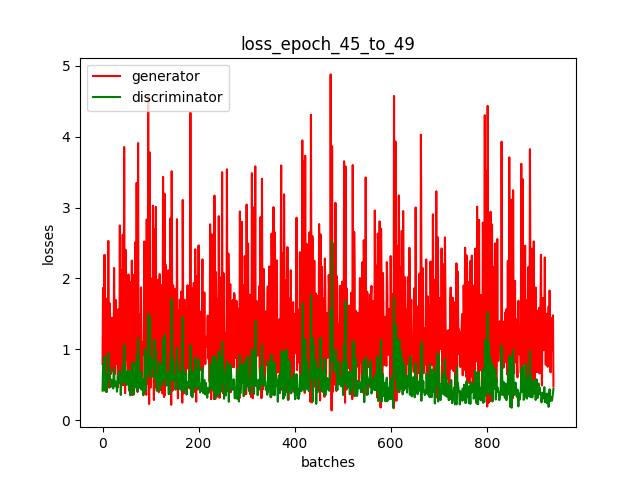 loss_epoch_45_to_49
generator
discriminator
5
4
3
2
1
0
losses
0 200 400 600 800
batches